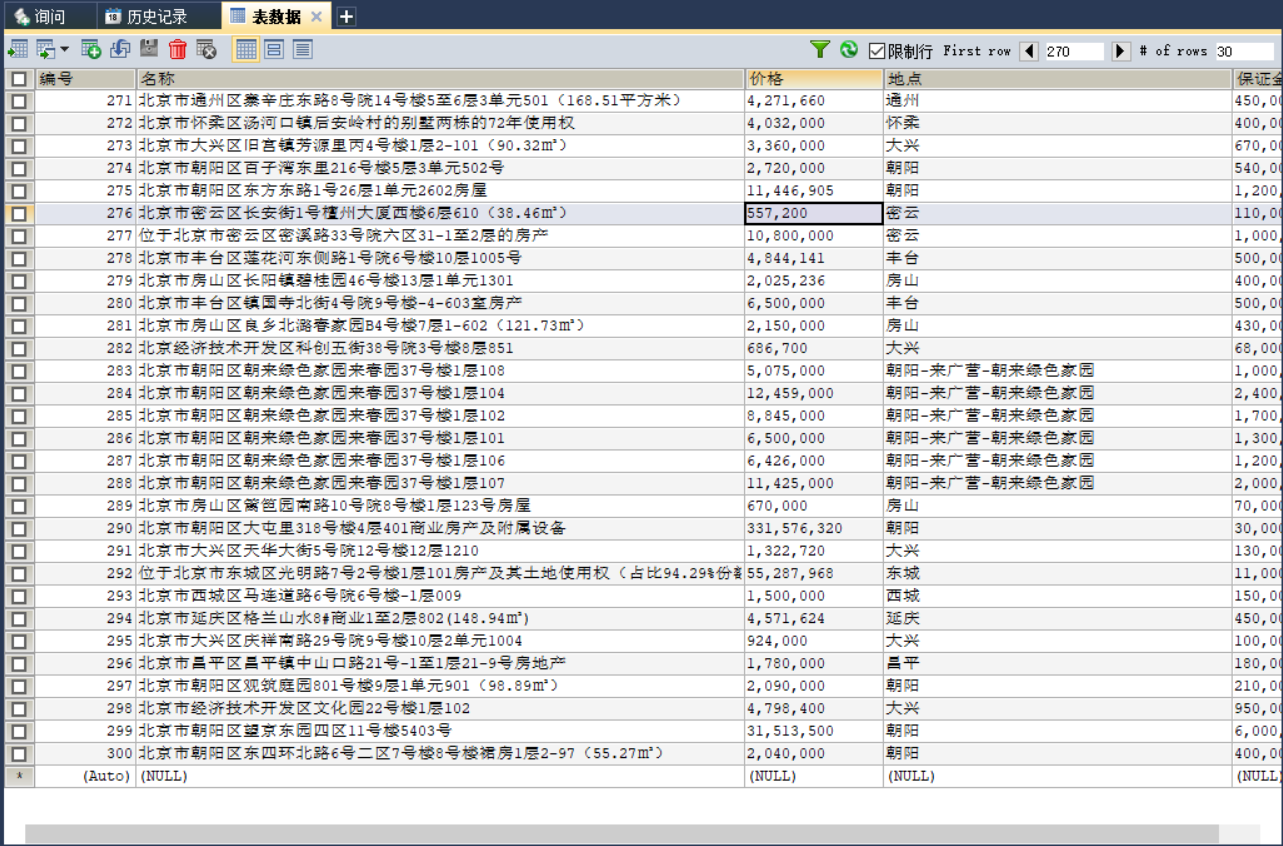 询问 历史记录 表数据
限制行 First row 270 # of rows 30
编号 名称 价格 地点 保证金
271 北京市通州区寨辛庄东路8号院14号楼5至6层3单元501（168.51平方米） 4,271,660 通州 450,00
272 北京市怀柔区汤河口镇后安岭村的别墅两栋的72年使用权 4,032,000 怀柔 400,00
273 北京市大兴区旧宫镇芳源里丙4号楼1层2-101（90.32㎡） 3,360,000 大兴 670,00
274 北京市朝阳区百子湾东里216号楼5层3单元502号 2,720,000 朝阳 540,00
275 北京市朝阳区东方东路1号26层1单元2602房屋 11,446,905 朝阳 1,200,
276 北京市密云区长安街1号檀州大厦西楼6层610（38.46㎡） 557,200 密云 110,00
277 位于北京市密云区密溪路33号院六区31-1至2层的房产 10,800,000 密云 1,000,
278 北京市丰台区莲花河东侧路1号院6号楼10层1005号 4,844,141 丰台 500,00
279 北京市房山区长阳镇碧桂园46号楼13层1单元1301 2,025,236 房山 400,00
280 北京市丰台区镇国寺北街4号院9号楼-4-603室房产 6,500,000 丰台 500,00
281 北京市房山区良乡北潞春家园B4号楼7层1-602（121.73㎡） 2,150,000 房山 430,00
282 北京经济技术开发区科创五街38号院3号楼8层851 686,700 大兴 68,000
283 北京市朝阳区朝来绿色家园来春园37号楼1层108 5,075,000 朝阳-来广营-朝来绿色家园 1,000,
284 北京市朝阳区朝来绿色家园来春园37号楼1层104 12,459,000 朝阳-来广营-朝来绿色家园 2,400,
285 北京市朝阳区朝来绿色家园来春园37号楼1层102 8,845,000 朝阳-来广营-朝来绿色家园 1,700,
286 北京市朝阳区朝来绿色家园来春园37号楼1层101 6,500,000 朝阳-来广营-朝来绿色家园 1,300,
287 北京市朝阳区朝来绿色家园来春园37号楼1层106 6,426,000 朝阳-来广营-朝来绿色家园 1,200,
288 北京市朝阳区朝来绿色家园来春园37号楼1层107 11,425,000 朝阳-来广营-朝来绿色家园 2,000,
289 北京市房山区篱笆园南路10号院8号楼1层123号房屋 670,000 房山 70,000
290 北京市朝阳区大屯里318号楼4层401商业房产及附属设备 331,576,320 朝阳 30,000
291 北京市大兴区天华大街5号院12号楼12层1210 1,322,720 大兴 130,00
292 位于北京市东城区光明路7号2号楼1层101房产及其土地使用权（占比94.29%份 55,287,968 东城 11,000
293 北京市西城区马连道路6号院6号楼-1层009 1,500,000 西城 150,00
294 北京市延庆区格兰山水8#商业1至2层802(148.94㎡) 4,571,624 延庆 450,00
295 北京市大兴区庆祥南路29号院9号楼10层2单元1004 924,000 大兴 100,00
296 北京市昌平区昌平镇中山口路21号-1至1层21-9号房地产 1,780,000 昌平 180,00
297 北京市朝阳区观筑庭园801号楼9层1单元901（98.89㎡） 2,090,000 朝阳 210,00
298 北京市经济技术开发区文化园22号楼1层102 4,798,400 大兴 950,00
299 北京市朝阳区望京东园四区11号楼5403号 31,513,500 朝阳 6,000,
300 北京市朝阳区东四环北路6号二区7号楼8号楼裙房1层2-97（55.27㎡） 2,040,000 朝阳 400,00
* (Auto) (NULL) (NULL) (NULL) (NULL)